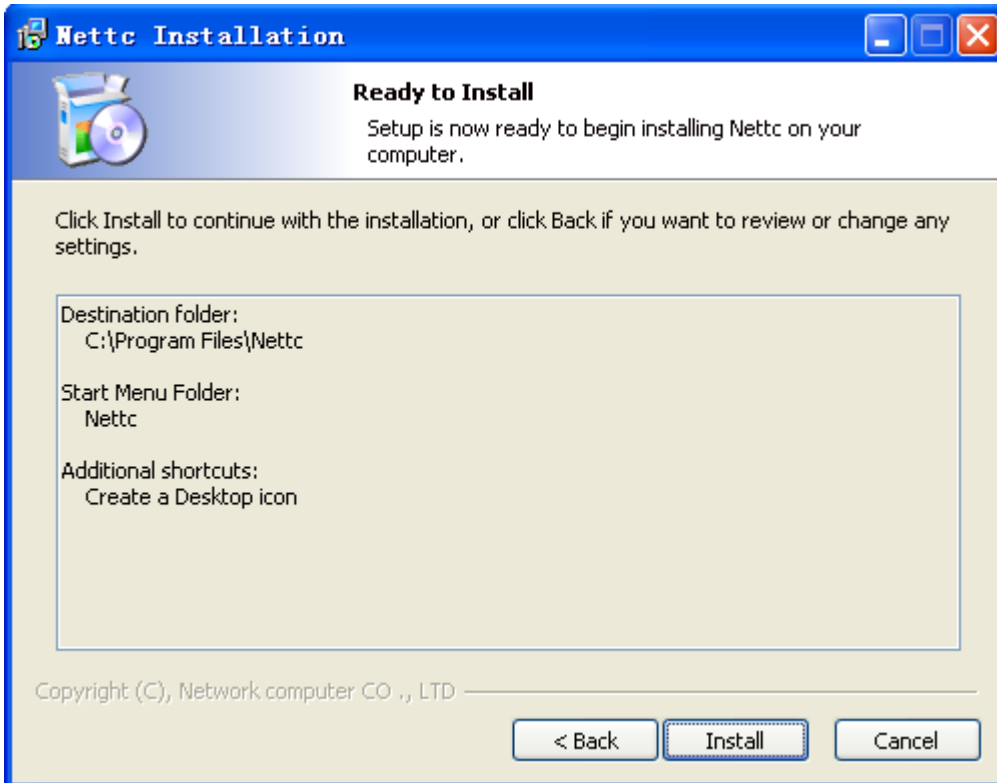 Nettc Installation
Ready to Install
Setup is now ready to begin installing Nettc on your
computer.
Click Install to continue with the installation, or click Back if you want to review or change any
settings.
Destination folder:
C:\Program Files\Nettc
Start Menu Folder:
Nettc
Additional shortcuts:
Create a Desktop icon
Copyright (C), Network computer CO ., LTD
< Back
Install
Cancel